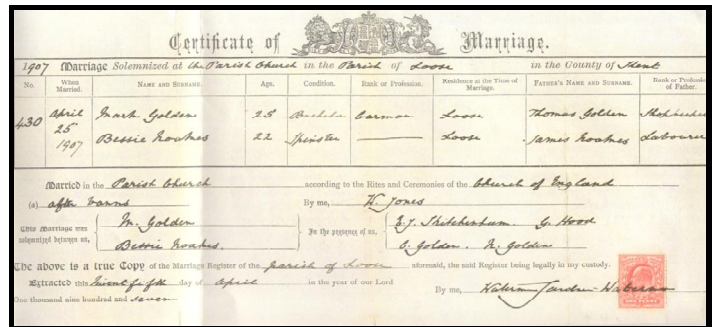 Certificate of Marriage.
1907 Marriage Solemnized at the Parish Church in the Parish of Loose in the County of Kent
No. When Married. Name and Surname. Age. Condition. Rank or Profession. Residence at the Time of Marriage. Father's Name and Surname. Rank or Profession of Father.
430 April 25 1907 Mark Golden 25 Bachelor Carman Loose Thomas Golden Shopkeeper
Bessie Noakes 22 Spinster Loose James Noakes Labourer
Married in the Parish Church according to the Rites and Ceremonies of the Church of England
(a) after banns By me, W. Jones
This Marriage was solemnized between us, M. Golden Bessie Noakes. In the presence of us, E. J. G. Hood
Golden. Golden
The above is a true Copy of the Marriage Register of the Parish of Loose aforesaid, the said Register being legally in my custody.
Extracted this day of April in the year of our Lord
By me,
One thousand nine hundred and seven